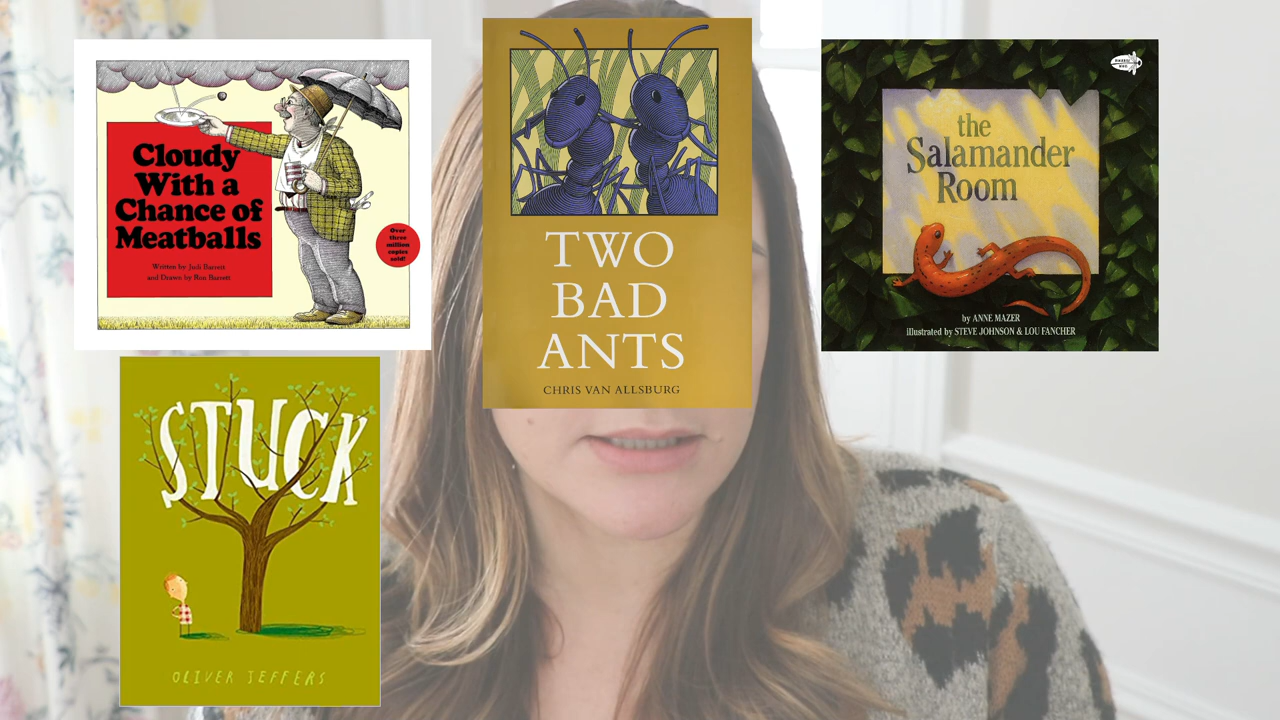 Cloudy
With a
Chance of
Meatballs
Written by Judi Barrett
and Drawn by Ron Barrett
Over
three
million
copies
sold!
TWO
BAD
ANTS
CHRIS VAN ALLSBURG
the
Salamander
Room
by ANNE MAZER
illustrated by STEVE JOHNSON & LOU FANCHER
STUCK
OLIVER JEFFERS